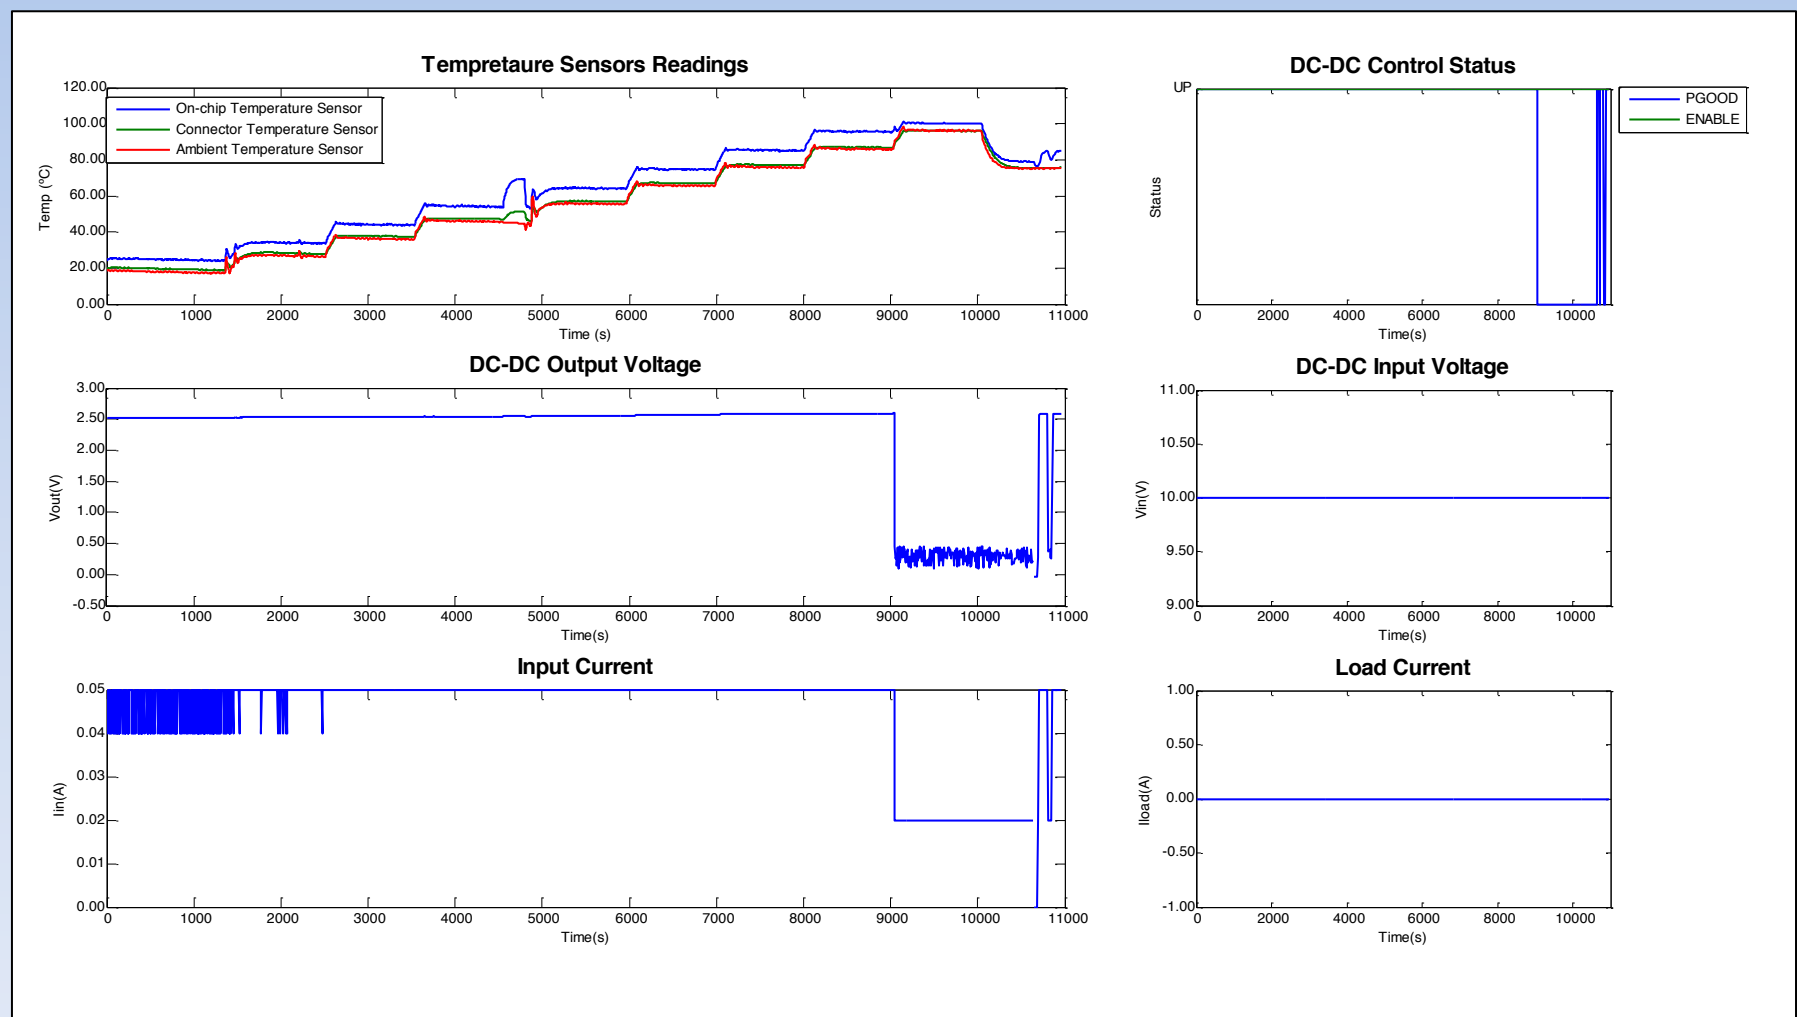 Tempretaure Sensors Readings
120.00
100.00
80.00
60.00
40.00
20.00
0.00
Temp (ºC)
On-chip Temperature Sensor
Connector Temperature Sensor
Ambient Temperature Sensor
0 1000 2000 3000 4000 5000 6000 7000 8000 9000 10000 11000
Time (s)
DC-DC Control Status
UP
Status
PGOOD
ENABLE
0 2000 4000 6000 8000 10000
Time(s)
DC-DC Output Voltage
3.00
2.50
2.00
1.50
1.00
0.50
0.00
-0.50
Vout(V)
0 1000 2000 3000 4000 5000 6000 7000 8000 9000 10000 11000
Time(s)
DC-DC Input Voltage
11.00
10.50
10.00
9.50
9.00
Vin(V)
0 2000 4000 6000 8000 10000
Time(s)
Input Current
0.05
0.04
0.03
0.02
0.01
0.00
Iin(A)
0 1000 2000 3000 4000 5000 6000 7000 8000 9000 10000 11000
Time(s)
Load Current
1.00
0.50
0.00
-0.50
-1.00
Iload(A)
0 2000 4000 6000 8000 10000
Time(s)